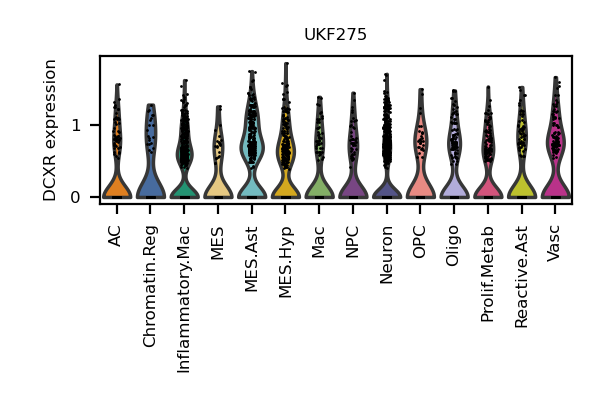 UKF275
DCXR expression
1
0
AC
Chromatin.Reg
Inflammatory.Mac
MES
MES.Ast
MES.Hyp
Mac
NPC
Neuron
OPC
Oligo
Prolif.Metab
Reactive.Ast
Vasc